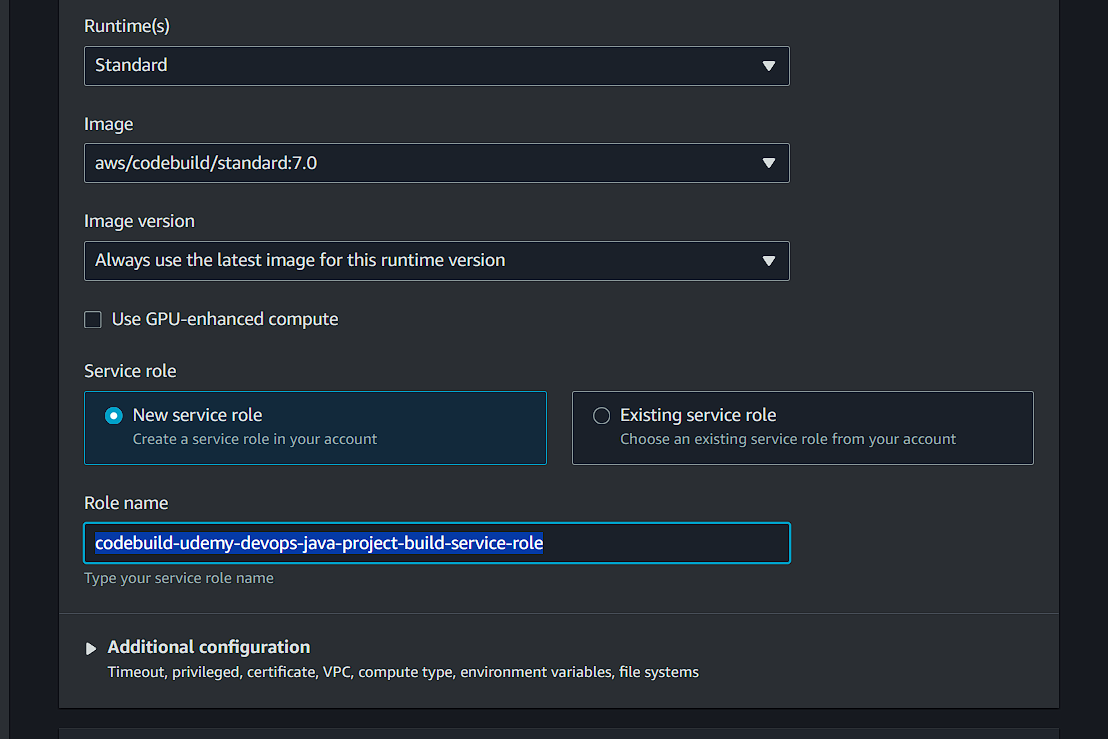 Runtime(s)
Standard
Image
aws/codebuild/standard:7.0
Image version
Always use the latest image for this runtime version
Use GPU-enhanced compute
Service role
New service role
Create a service role in your account
Existing service role
Choose an existing service role from your account
Role name
codebuild-udemy-devops-java-project-build-service-role
Type your service role name
Additional configuration
Timeout, privileged, certificate, VPC, compute type, environment variables, file systems